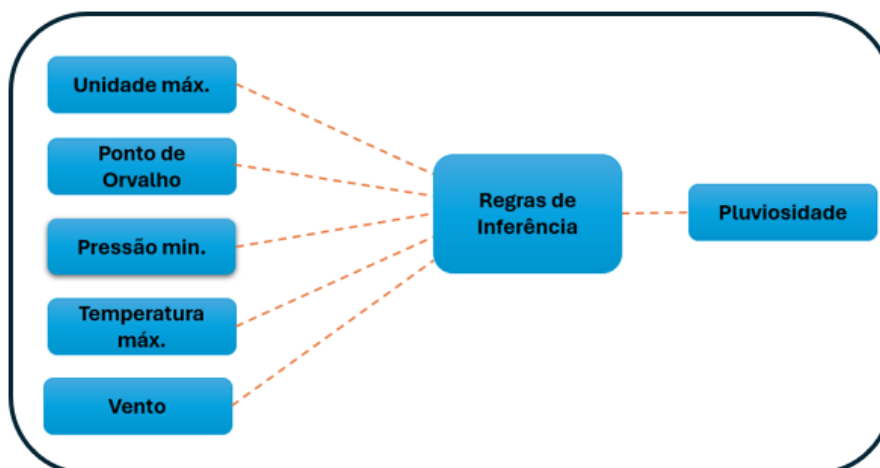 Unidade máx.
Ponto de
Orvalho
Pressão min.
Temperatura
máx.
Vento
Regras de
Inferência
Pluviosidade